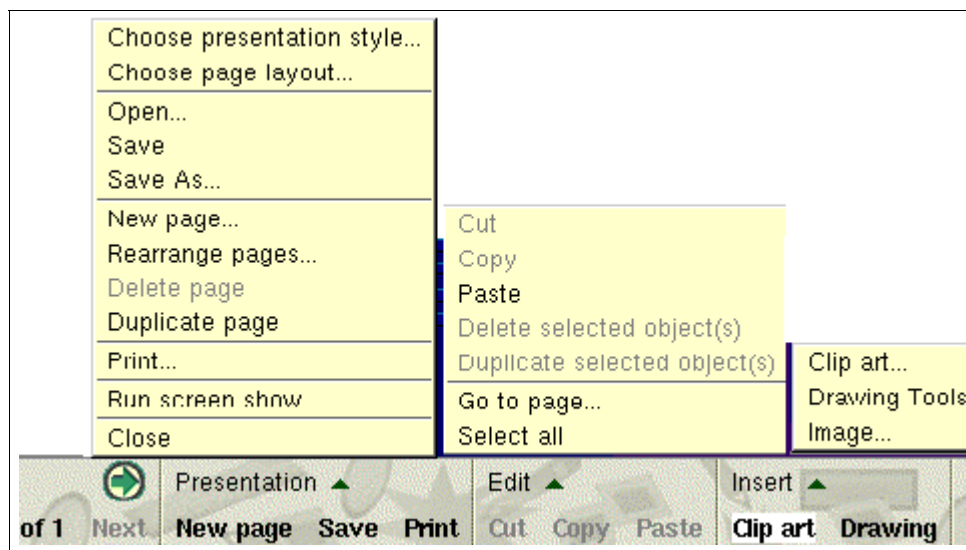 Choose presentation style...
Choose page layout...
Open...
Save
Save As...
New page...
Rearrange pages...
Delete page
Duplicate page
Print...
Run screen show
Close
Cut
Copy
Paste
Delete selected object(s)
Duplicate selected object(s)
Go to page...
Select all
Clip art...
Drawing Tools
Image...
Presentation Edit Insert
of 1 Next New page Save Print Cut Copy Paste Clip art Drawing